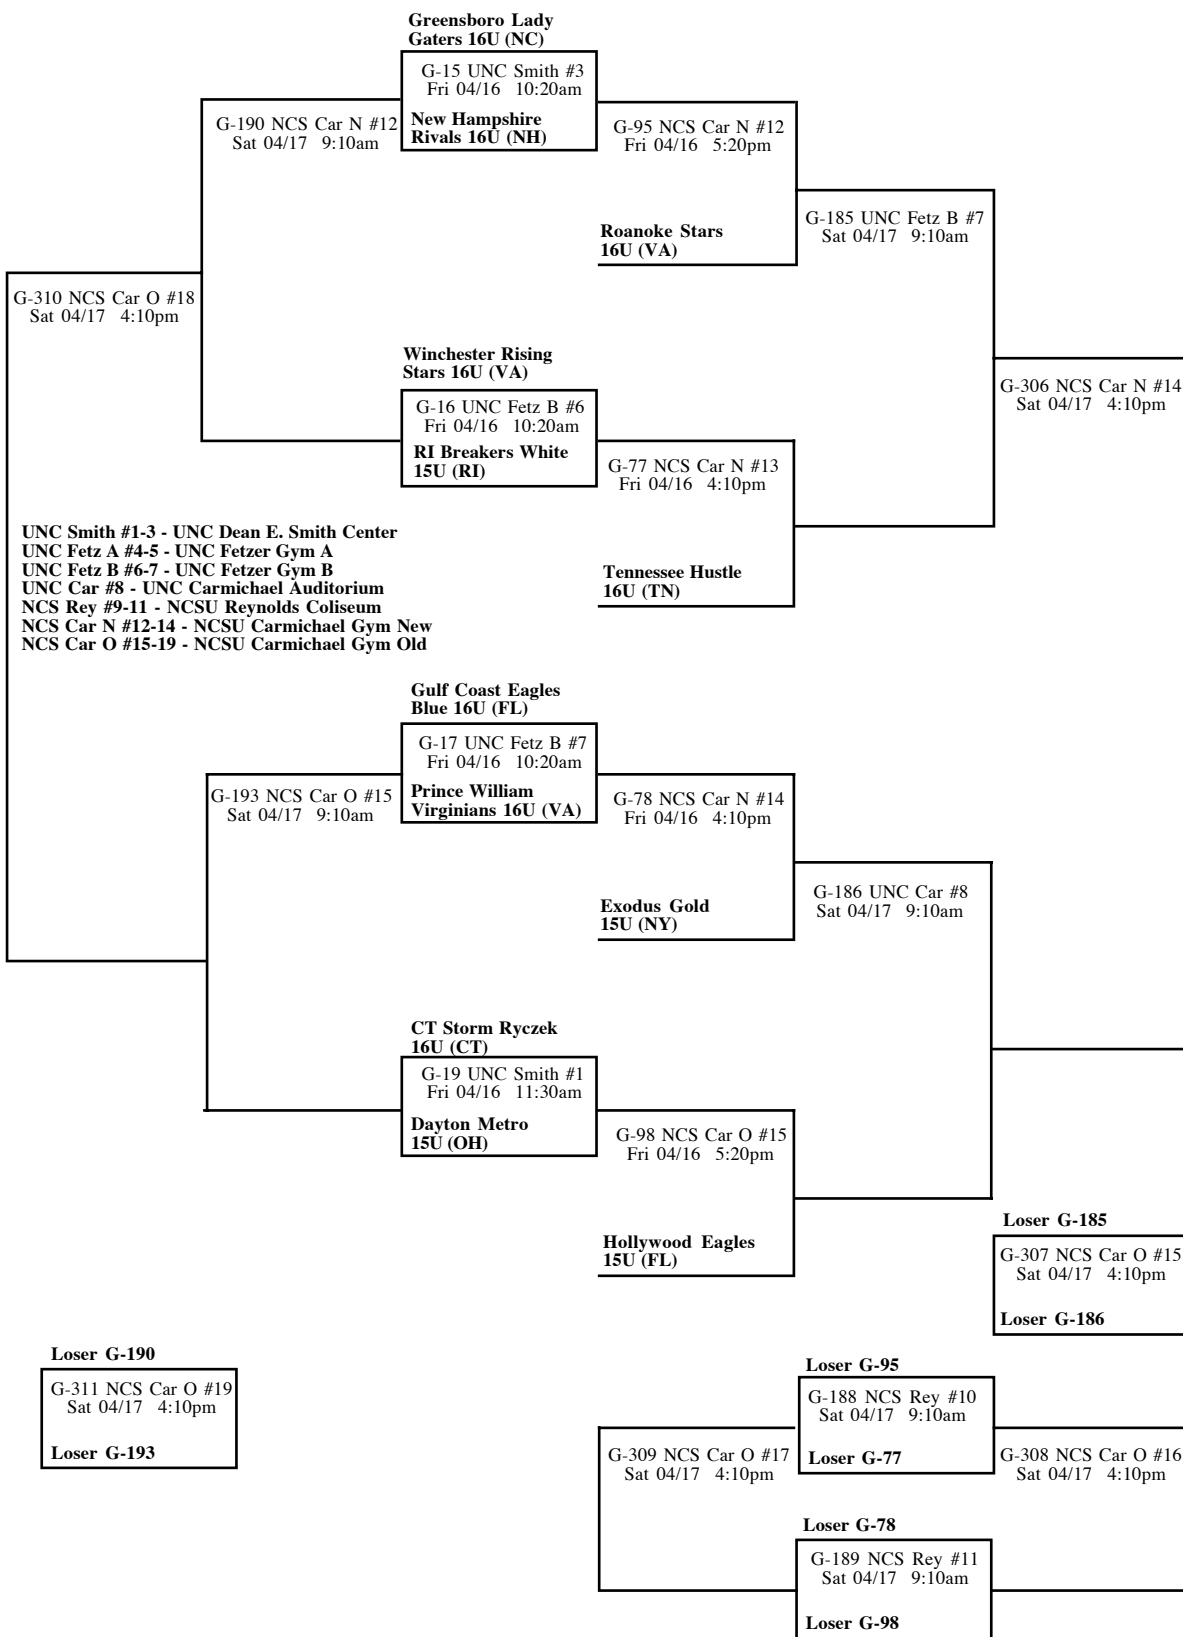 Greensboro Lady
Gaters 16U (NC)
G-15 UNC Smith #3
Fri 04/16 10:20am
New Hampshire
Rivals 16U (NH)
G-190 NCS Car N #12
Sat 04/17 9:10am
G-95 NCS Car N #12
Fri 04/16 5:20pm
Roanoke Stars
16U (VA)
G-185 UNC Fetz B #7
Sat 04/17 9:10am
G-310 NCS Car O #18
Sat 04/17 4:10pm
Winchester Rising
Stars 16U (VA)
G-16 UNC Fetz B #6
Fri 04/16 10:20am
RI Breakers White
15U (RI)
G-306 NCS Car N #14
Sat 04/17 4:10pm
G-77 NCS Car N #13
Fri 04/16 4:10pm
Tennessee Hustle
16U (TN)
UNC Smith #1-3 - UNC Dean E. Smith Center
UNC Fetz A #4-5 - UNC Fetzer Gym A
UNC Fetz B #6-7 - UNC Fetzer Gym B
UNC Car #8 - UNC Carmichael Auditorium
NCS Rey #9-11 - NCSU Reynolds Coliseum
NCS Car N #12-14 - NCSU Carmichael Gym New
NCS Car O #15-19 - NCSU Carmichael Gym Old
Gulf Coast Eagles
Blue 16U (FL)
G-17 UNC Fetz B #7
Fri 04/16 10:20am
Prince William
Virginians 16U (VA)
G-193 NCS Car O #15
Sat 04/17 9:10am
G-78 NCS Car N #14
Fri 04/16 4:10pm
Exodus Gold
15U (NY)
G-186 UNC Car #8
Sat 04/17 9:10am
CT Storm Ryczek
16U (CT)
G-19 UNC Smith #1
Fri 04/16 11:30am
Dayton Metro
15U (OH)
G-98 NCS Car O #15
Fri 04/16 5:20pm
Hollywood Eagles
15U (FL)
Loser G-185
G-307 NCS Car O #15
Sat 04/17 4:10pm
Loser G-186
Loser G-190
G-311 NCS Car O #19
Sat 04/17 4:10pm
Loser G-193
Loser G-95
G-188 NCS Rey #10
Sat 04/17 9:10am
Loser G-77
G-309 NCS Car O #17
Sat 04/17 4:10pm
G-308 NCS Car O #16
Sat 04/17 4:10pm
Loser G-78
G-189 NCS Rey #11
Sat 04/17 9:10am
Loser G-98